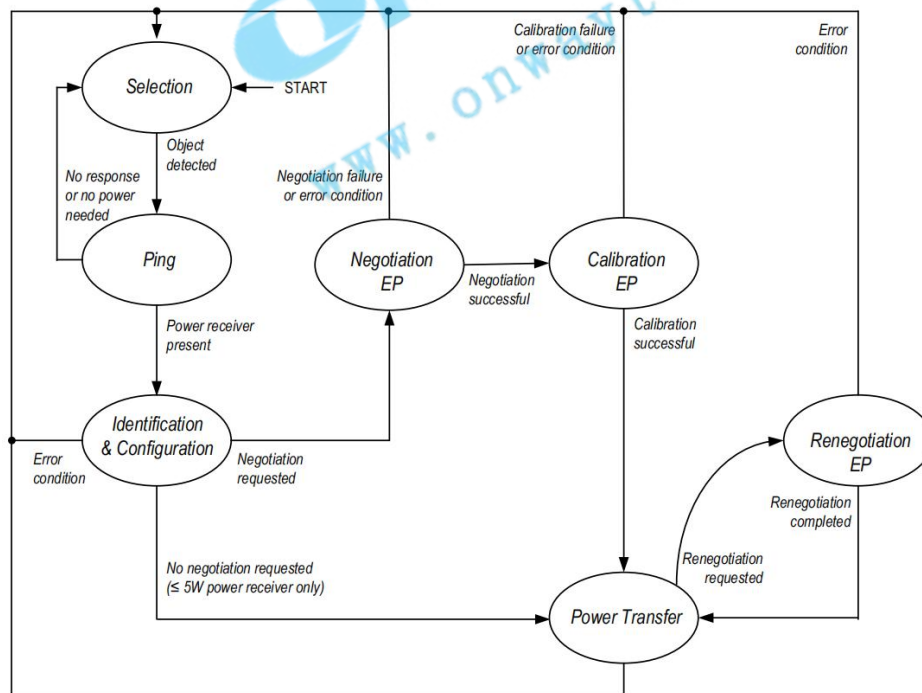 Calibration failure
or error condition
Error
condition
Selection
START
Object
detected
No response
or no power
needed
Negotiation failure
or error condition
www.onwayt
Ping
Negotiation
EP
Negotiation
successful
Calibration
EP
Power receiver
present
Calibration
successful
Identification
& Configuration
Error
condition
Negotiation
requested
Renegotiation
EP
Renegotiation
completed
No negotiation requested
(≤ 5W power receiver only)
Renegotiation
requested
Power Transfer